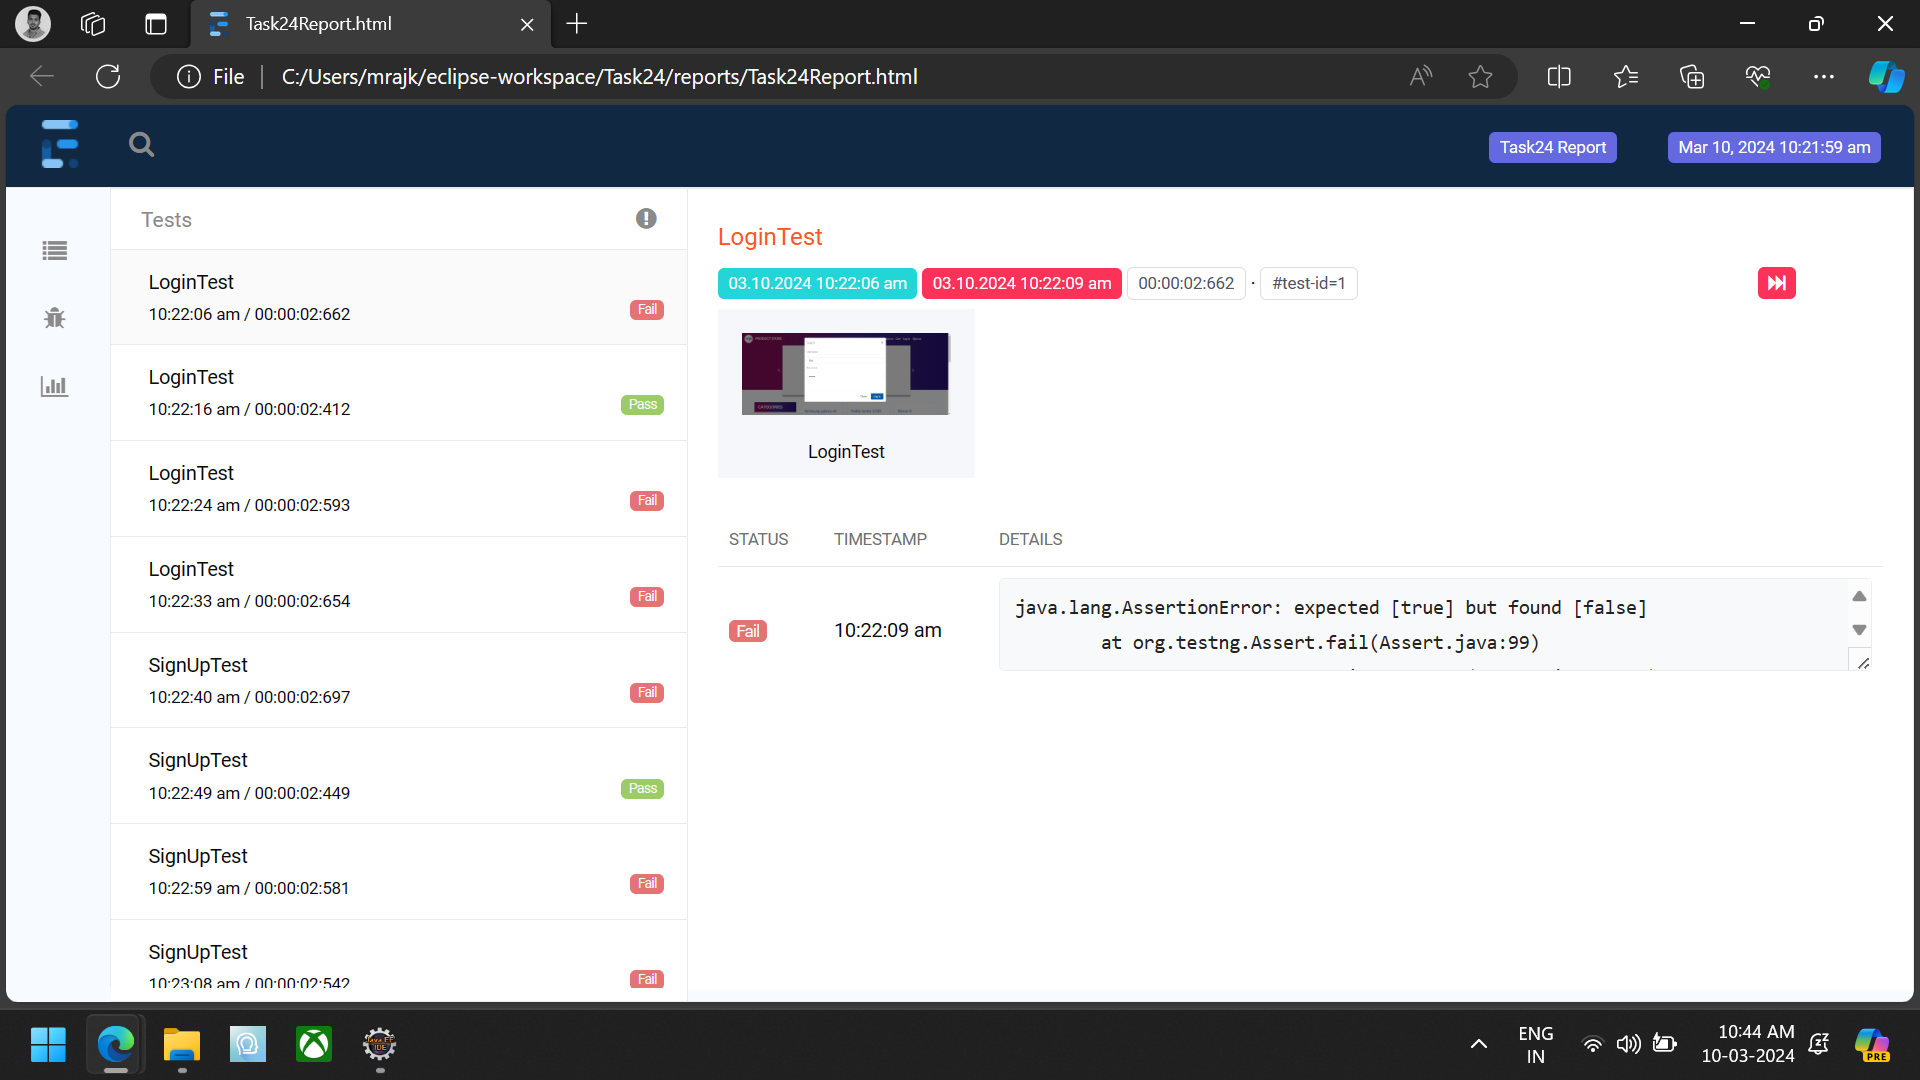 Task24Report.html
File
C:/Users/mrajk/eclipse-workspace/Task24/reports/Task24Report.html
Task24 Report
Mar 10, 2024 10:21:59 am
Tests
LoginTest
10:22:06 am / 00:00:02:662
Fail
LoginTest
10:22:16 am / 00:00:02:412
Pass
LoginTest
10:22:24 am / 00:00:02:593
Fail
LoginTest
10:22:33 am / 00:00:02:654
Fail
SignUpTest
10:22:40 am / 00:00:02:697
Fail
SignUpTest
10:22:49 am / 00:00:02:449
Pass
SignUpTest
10:22:59 am / 00:00:02:581
Fail
SignUpTest
10:23:08 am / 00:00:02:542
Fail
LoginTest
03.10.2024 10:22:06 am 03.10.2024 10:22:09 am 00:00:02:662 · #test-id=1
CATEGORIES
LoginTest
STATUS TIMESTAMP DETAILS
Fail 10:22:09 am
java.lang.AssertionError: expected [true] but found [false]
at org.testng.Assert.fail(Assert.java:99)
ENG
IN
10:44 AM
10-03-2024
PRE